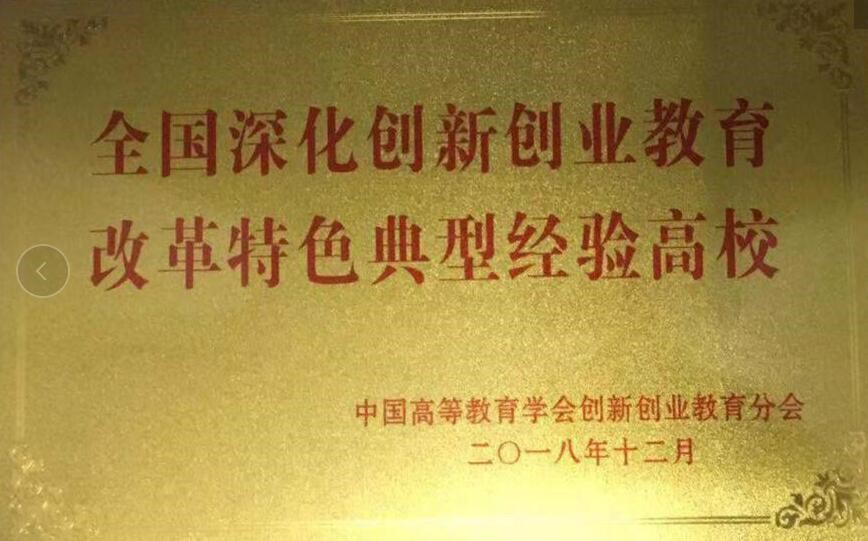 全国深化创新创业教育
改革特色典型经验高校
中国高等教育学会创新创业教育分会
二〇一八年十二月